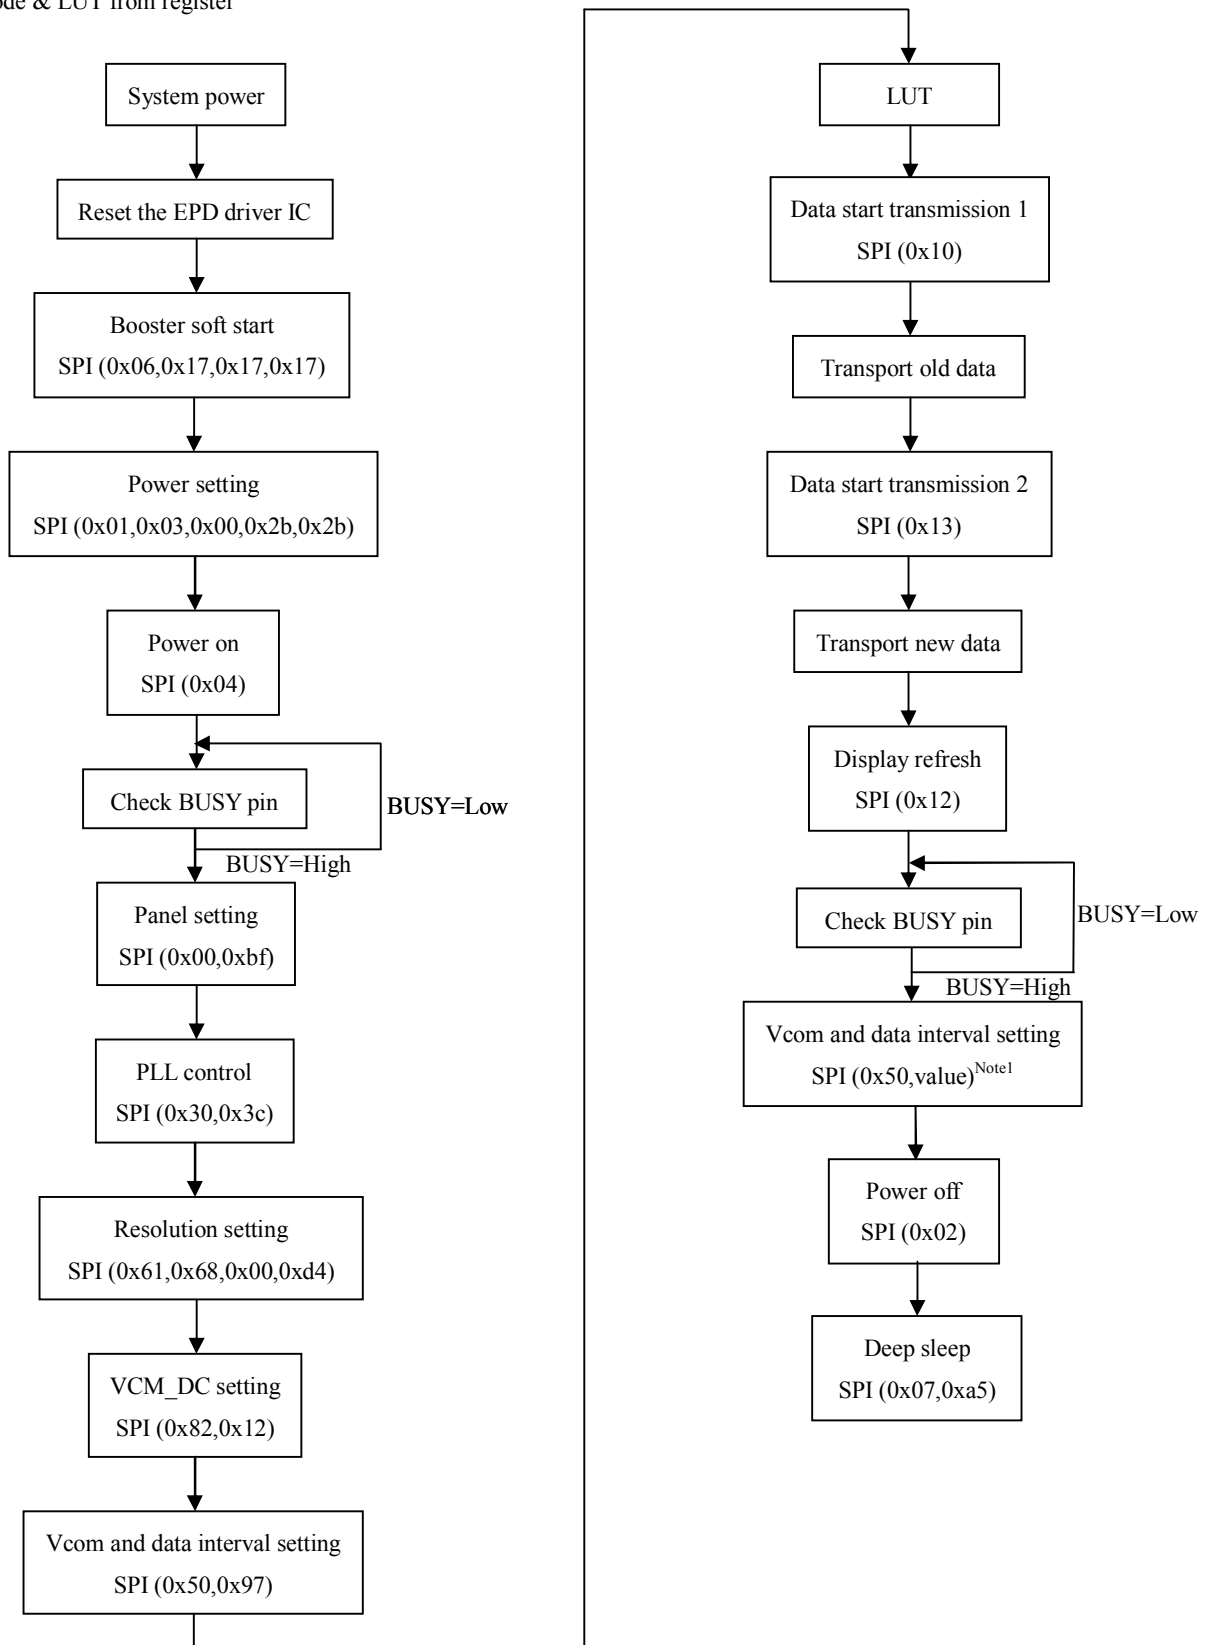 & LUT from register
System power
Reset the EPD driver IC
Booster soft start
SPI (0x06,0x17,0x17,0x17)
Power setting
SPI (0x01,0x03,0x00,0x2b,0x2b)
Power on
SPI (0x04)
Check BUSY pin
BUSY=Low
BUSY=High
Panel setting
SPI (0x00,0xbf)
PLL control
SPI (0x30,0x3c)
Resolution setting
SPI (0x61,0x68,0x00,0xd4)
VCM_DC setting
SPI (0x82,0x12)
Vcom and data interval setting
SPI (0x50,0x97)
LUT
Data start transmission 1
SPI (0x10)
Transport old data
Data start transmission 2
SPI (0x13)
Transport new data
Display refresh
SPI (0x12)
Check BUSY pin
BUSY=Low
BUSY=High
Vcom and data interval setting
SPI (0x50,value)Note1
Power off
SPI (0x02)
Deep sleep
SPI (0x07,0xa5)